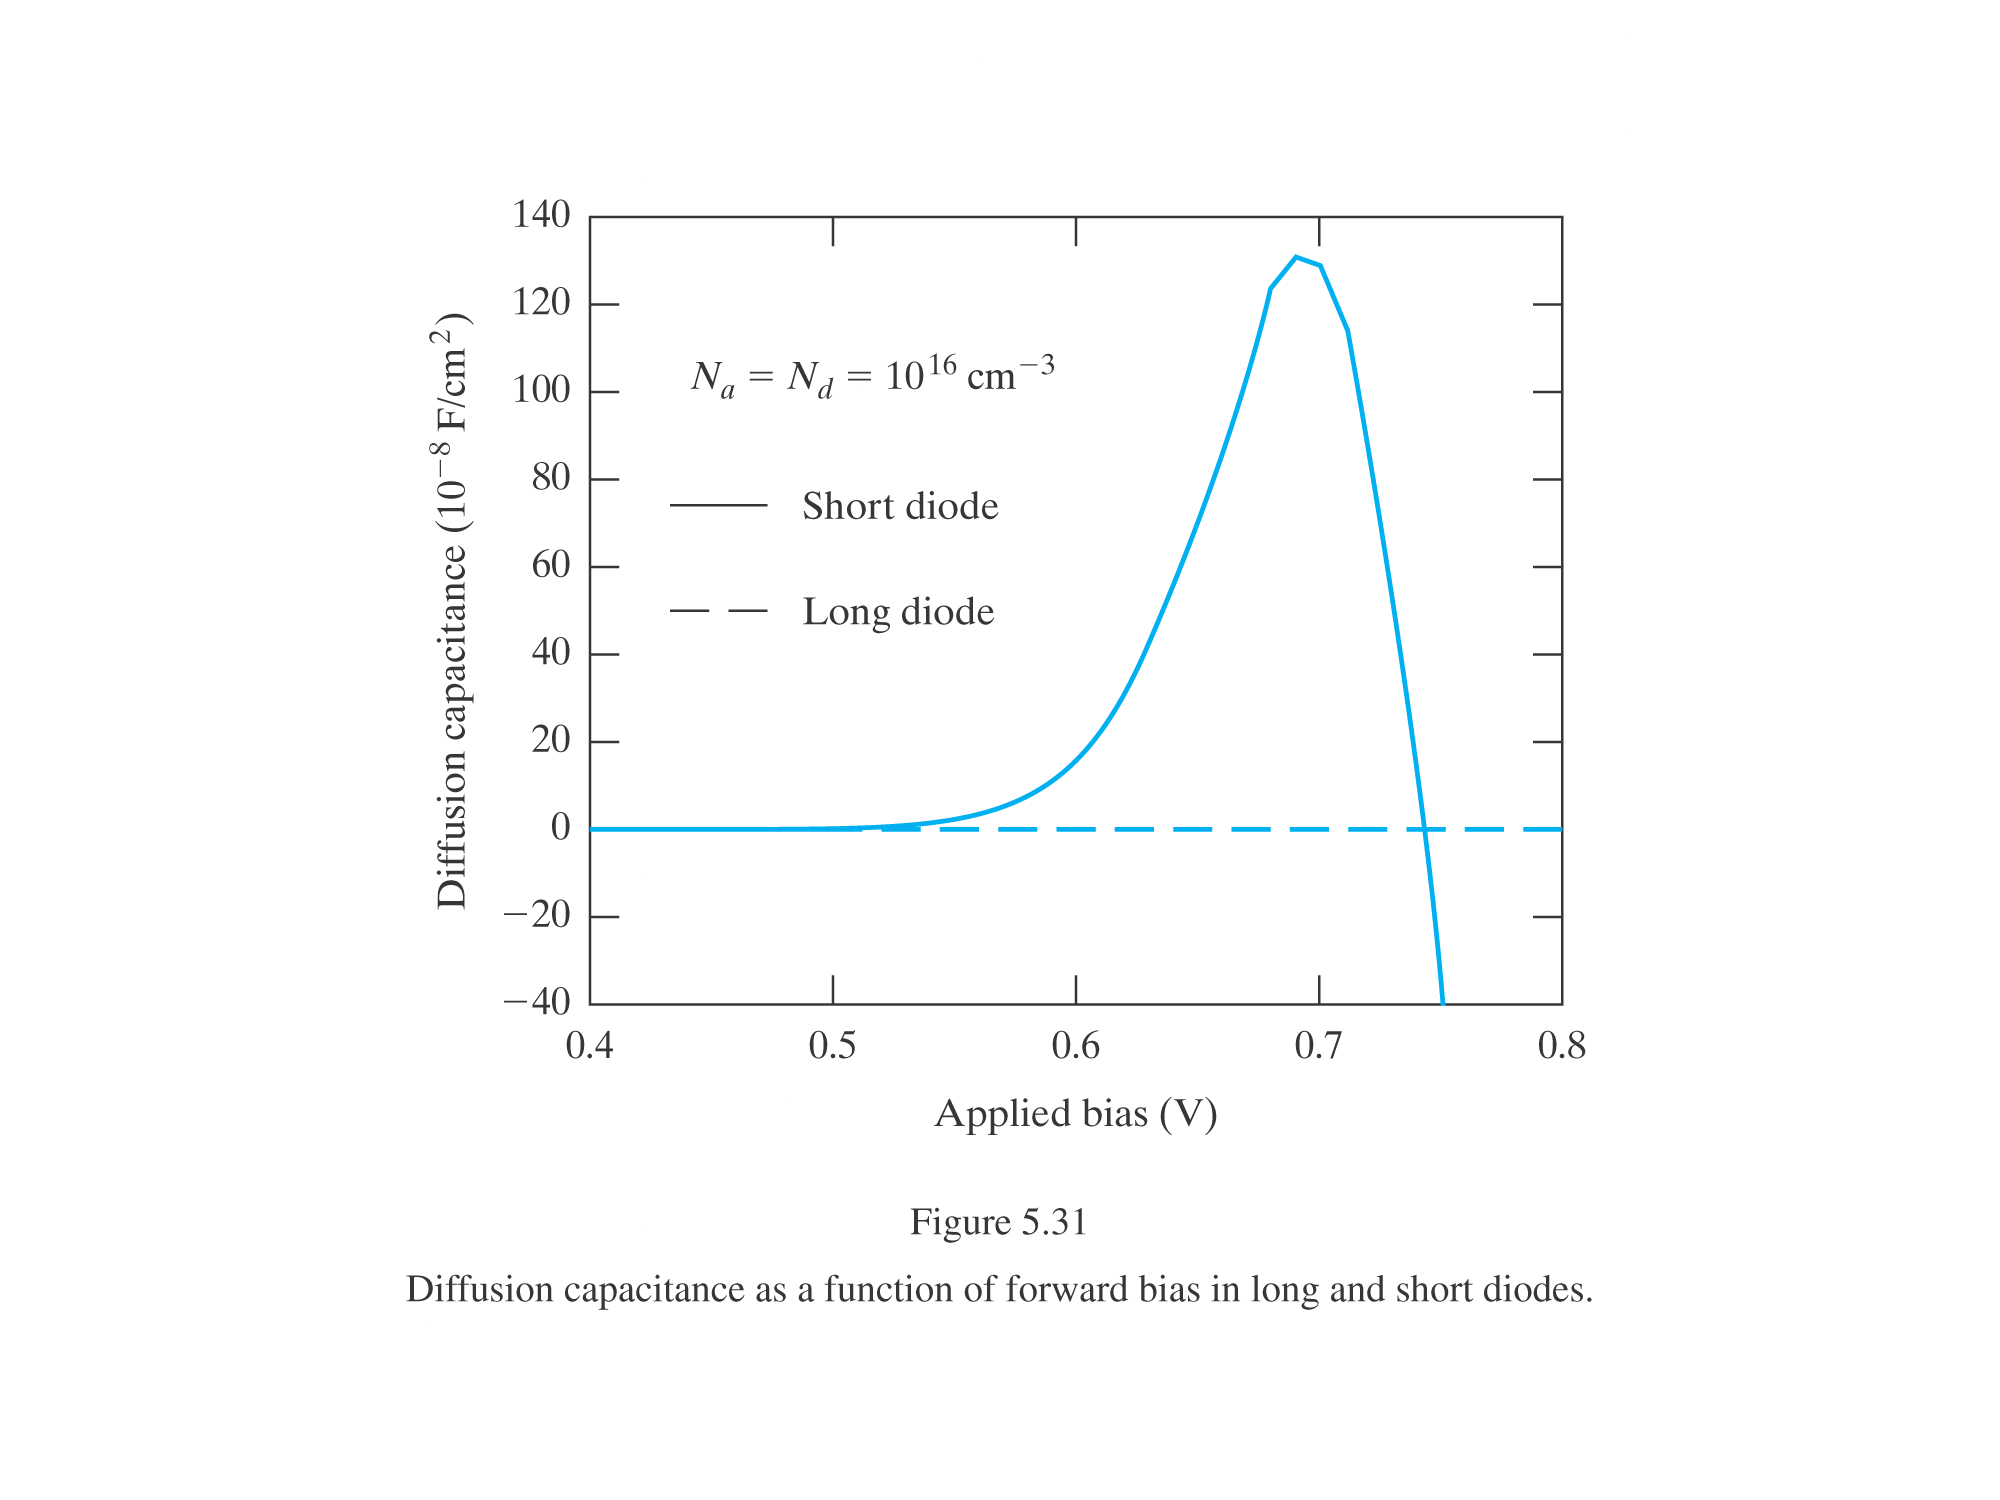 140
120
100
80
60
40
20
0
−20
−40
Diffusion capacitance (10⁻⁸ F/cm²)
Nₐ = N_d = 10¹⁶ cm⁻³
Short diode
Long diode
0.4 0.5 0.6 0.7 0.8
Applied bias (V)
Figure 5.31
Diffusion capacitance as a function of forward bias in long and short diodes.